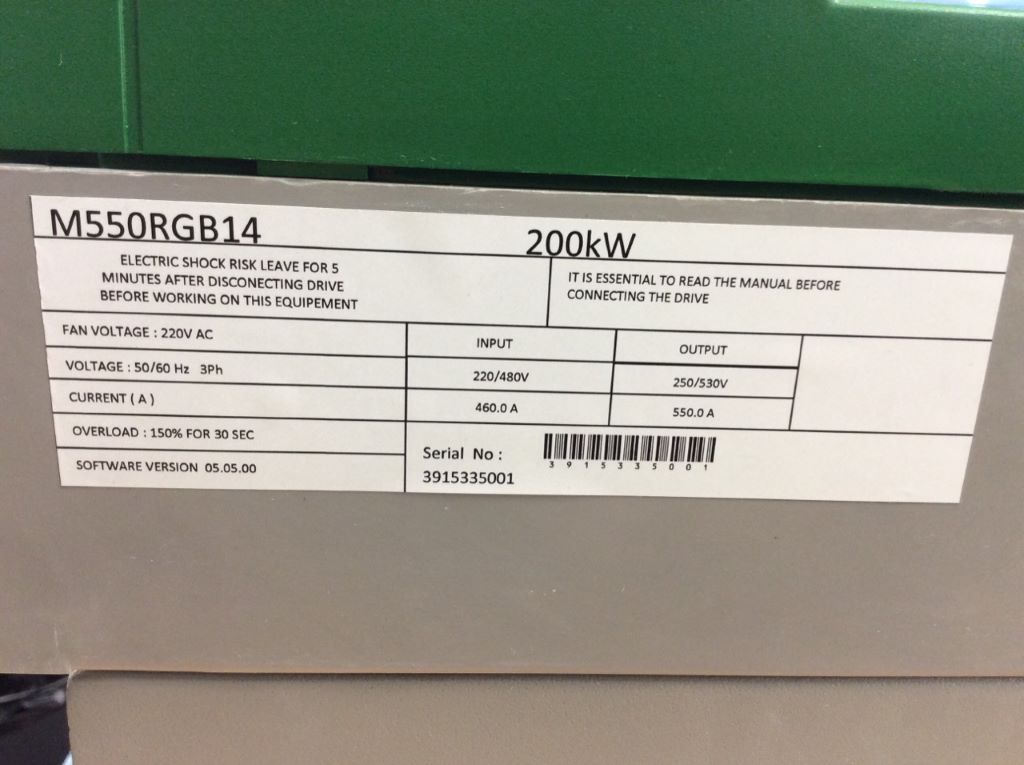 M550RGB14 200kW
ELECTRIC SHOCK RISK LEAVE FOR 5
MINUTES AFTER DISCONECTING DRIVE
BEFORE WORKING ON THIS EQUIPEMENT
IT IS ESSENTIAL TO READ THE MANUAL BEFORE
CONNECTING THE DRIVE
FAN VOLTAGE : 220V AC INPUT OUTPUT
VOLTAGE : 50/60 Hz 3Ph 220/480V 250/530V
CURRENT ( A ) 460.0 A 550.0 A
OVERLOAD : 150% FOR 30 SEC
SOFTWARE VERSION 05.05.00
Serial No :
3915335001
3915335001